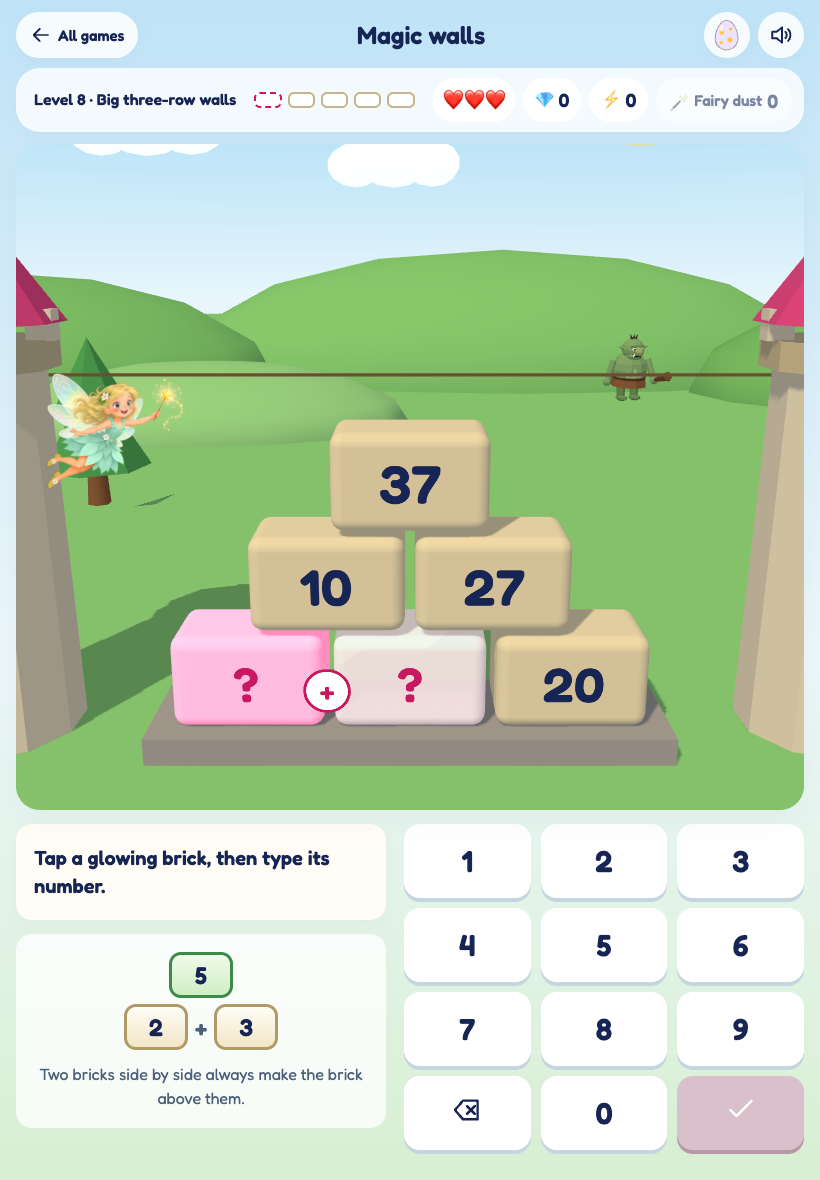 All games
Magic walls
Level 8 · Big three-row walls
0
0
Fairy dust 0
37
10
27
?
+
?
20
Tap a glowing brick, then type its
number.
5
2 + 3
Two bricks side by side always make the brick
above them.
1 2 3
4 5 6
7 8 9
0